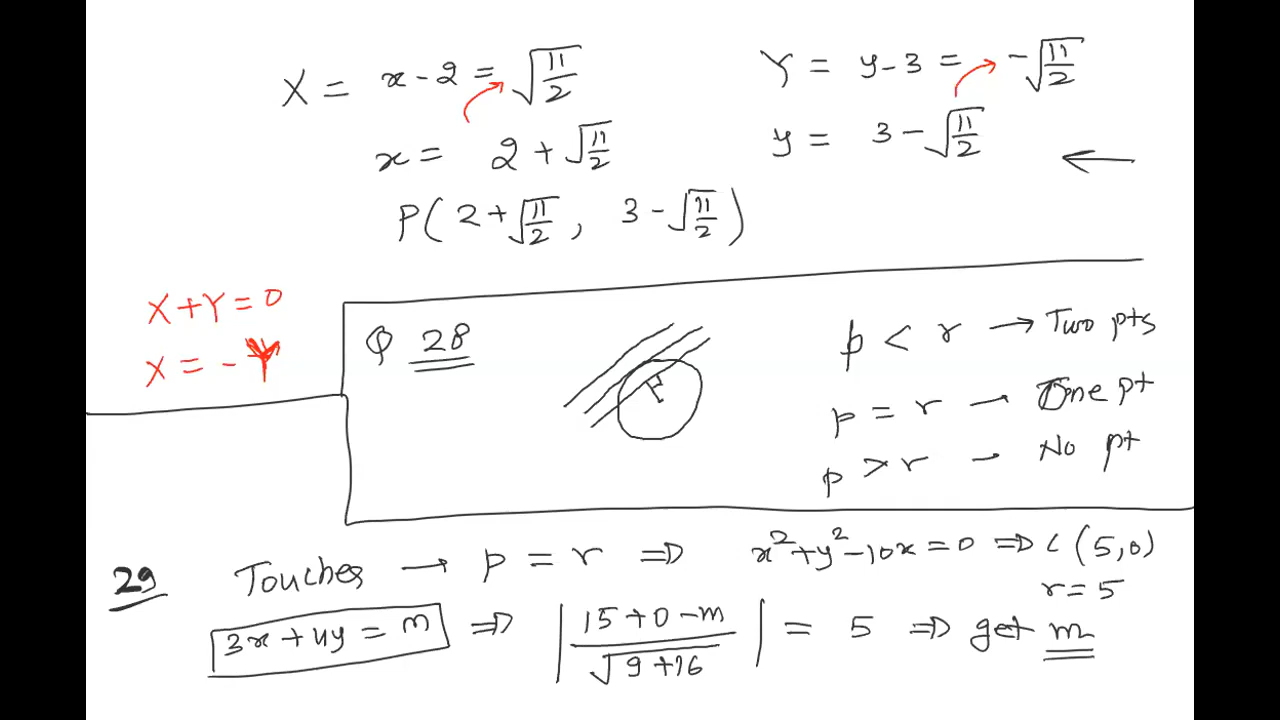 X = x - 2 = √(11/2)    Y = y - 3 = -√(11/2)
x = 2 + √(11/2)    y = 3 - √(11/2) ←
P(2 + √(11/2), 3 - √(11/2))
X + Y = 0
X = - Y
Q 28
p < r → Two pts
p = r → One pt
p > r - No pt
29 Touches → p = r ⇒ x² + y² - 10x = 0 ⇒ C (5,0)
r = 5
3x + 4y = m ⇒ |(15 + 0 - m)/√(9 + 16)| = 5 ⇒ get m